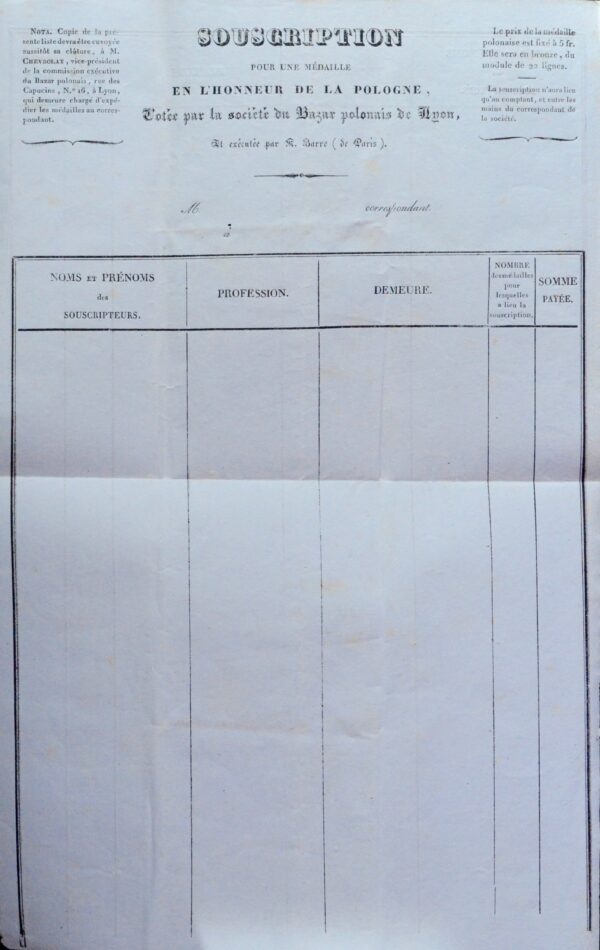 Nota. Copie de la pré-
sente liste devra être envoyée
aussitôt sa clôture, à M.
Chevrolat, vice-président
de la commission exécutive
du Bazar polonais, rue des
Capucins, N.º 16, à Lyon,
qui demeure chargé d'expé-
dier les médailles au corres-
pondant.
SOUSCRIPTION
POUR UNE MÉDAILLE
EN L'HONNEUR DE LA POLOGNE,
Votée par la société du Bazar polonais de Lyon,
Et exécutée par M. Barre (de Paris).
Le prix de la médaille
polonaise est fixé à 5 fr.
Elle sera en bronze, du
module de 22 lignes.
La souscription n'aura lieu
qu'au comptant, et entre les
mains du correspondant de
la société.
M. correspondant.
à
NOMS ET PRÉNOMS
des
SOUSCRIPTEURS.
PROFESSION.
DEMEURE.
NOMBRE
des médailles
pour
lesquelles
a lieu la
souscription.
SOMME
PAYÉE.